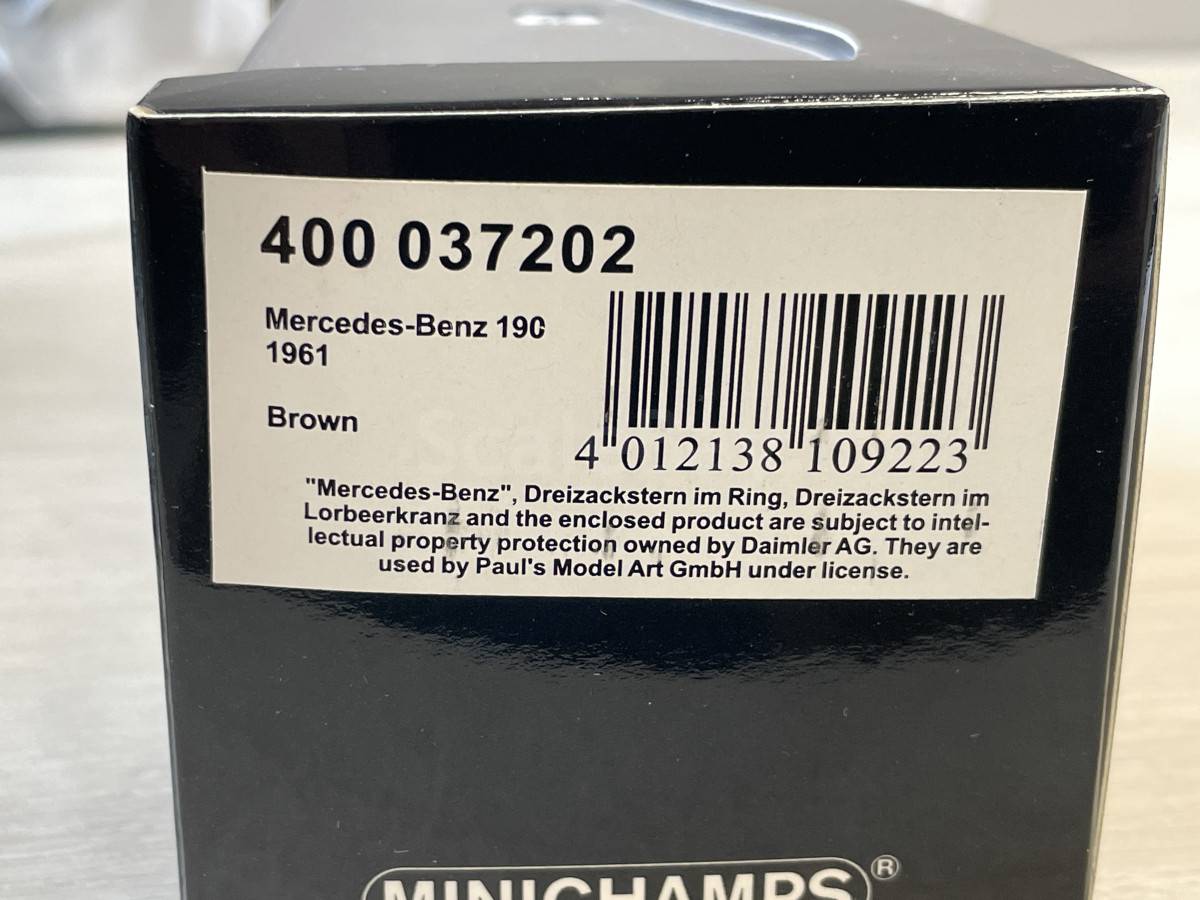 400 037202
Mercedes-Benz 190
1961
Brown
4 012138 109223
"Mercedes-Benz", Dreizackstern im Ring, Dreizackstern im
Lorbeerkranz and the enclosed product are subject to intel-
lectual property protection owned by Daimler AG. They are
used by Paul's Model Art GmbH under license.
MINICHAMPS ®